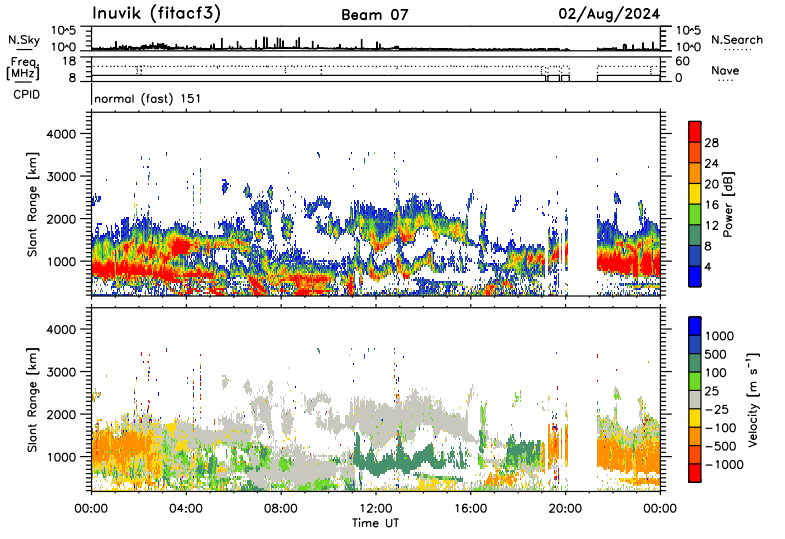 Inuvik (fitacf3) Beam 07 02/Aug/2024
N.Sky 10^5 10^0 10^5 10^0 N.Search
Freq. [MHz] 18 8 60 0 Nave
CPID normal (fast) 151
Slant Range [km] 4000 3000 2000 1000
28 24 20 16 12 8 4 Power [dB]
Slant Range [km] 4000 3000 2000 1000
1000 500 100 25 −25 −100 −500 −1000 Velocity [m s⁻¹]
00:00 04:00 08:00 12:00 16:00 20:00 00:00
Time UT